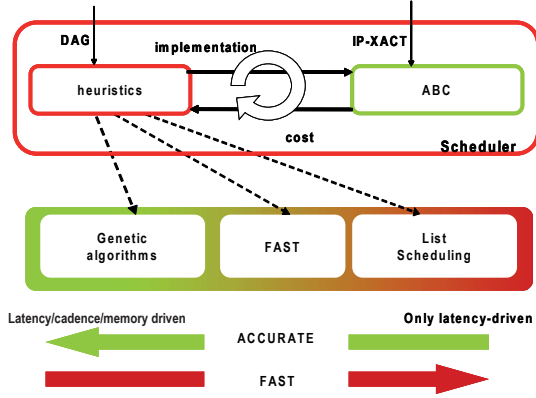 DAG
implementation
IP-XACT
heuristics
ABC
cost
Scheduler
Genetic
algorithms
FAST
List
Scheduling
Latency/cadence/memory driven
Only latency-driven
ACCURATE
FAST